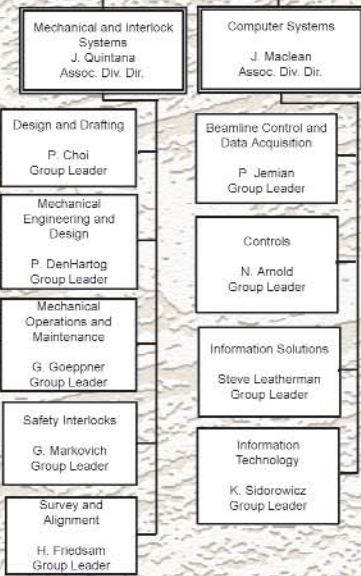 Mechanical and Interlock
Systems
J. Quintana
Assoc. Div. Dir.
Design and Drafting
P. Choi
Group Leader
Mechanical
Engineering and
Design
P. DenHartog
Group Leader
Mechanical
Operations and
Maintenance
G. Goeppner
Group Leader
Safety Interlocks
G. Markovich
Group Leader
Survey and
Alignment
H. Friedsam
Group Leader
Computer Systems
J. Maclean
Assoc. Div. Dir.
Beamline Control and
Data Acquisition
P. Jemian
Group Leader
Controls
N. Arnold
Group Leader
Information Solutions
Steve Leatherman
Group Leader
Information
Technology
K. Sidorowicz
Group Leader